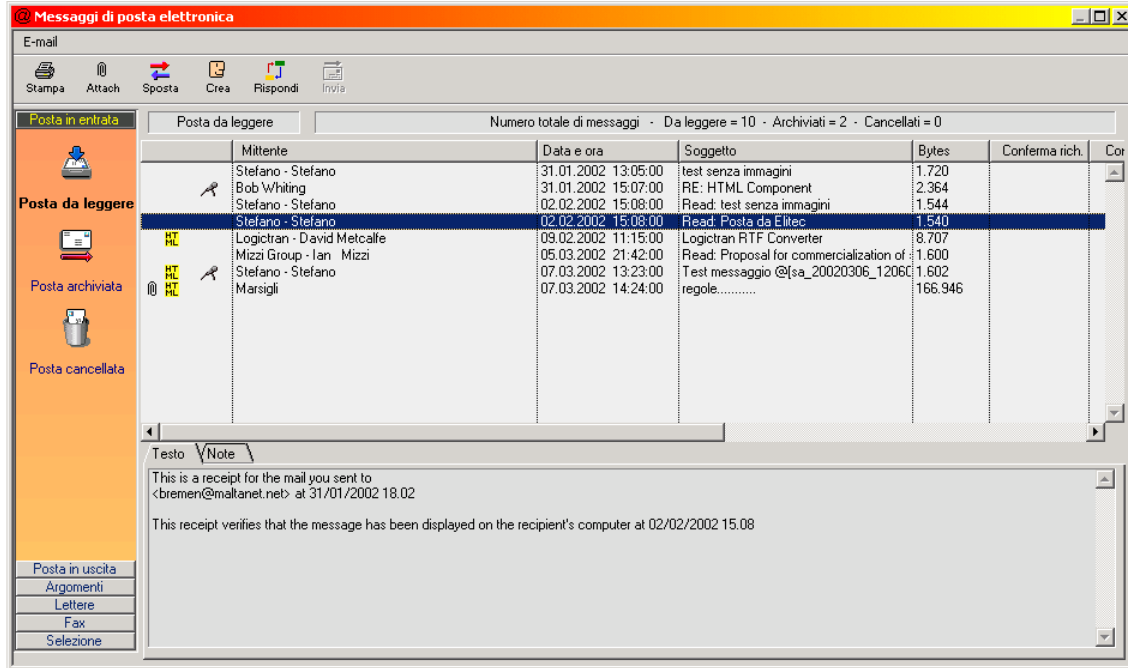 @ Messaggi di posta elettronica
E-mail
Stampa Attach Sposta Crea Rispondi Invia
Posta in entrata
Posta da leggere
Posta archiviata
Posta cancellata
Posta in uscita
Argomenti
Lettere
Fax
Selezione
Posta da leggere Numero totale di messaggi - Da leggere = 10 - Archiviati = 2 - Cancellati = 0
Mittente Data e ora Soggetto Bytes Conferma rich. Cor
Stefano - Stefano 31.01.2002 13:05:00 test senza immagini 1.720
Bob Whiting 31.01.2002 15:07:00 RE: HTML Component 2.364
Stefano - Stefano 02.02.2002 15:08:00 Read: test senza immagini 1.544
Stefano - Stefano 02.02.2002 15:08:00 Read: Posta da Elitec 1.540
HTML Logictran - David Metcalfe 09.02.2002 11:15:00 Logictran RTF Converter 8.707
Mizzi Group - Ian Mizzi 05.03.2002 21:42:00 Read: Proposal for commercialization of 1.600
HTML Stefano - Stefano 07.03.2002 13:23:00 Test messaggio @[sa_20020306_1206 1.602
HTML Marsigli 07.03.2002 14:24:00 regole........... 166.946
Testo Note
This is a receipt for the mail you sent to
<bremen@maltanet.net> at 31/01/2002 18.02
This receipt verifies that the message has been displayed on the recipient's computer at 02/02/2002 15.08